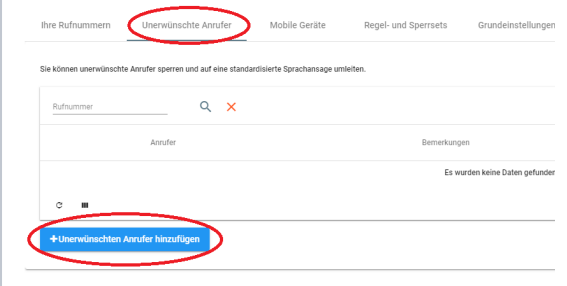 Ihre Rufnummern Unerwünschte Anrufer Mobile Geräte Regel- und Sperrsets Grundeinstellungen
Sie können unerwünschte Anrufer sperren und auf eine standardisierte Sprachansage umleiten.
Rufnummer
Anrufer Bemerkungen
Es wurden keine Daten gefunden
+Unerwünschten Anrufer hinzufügen